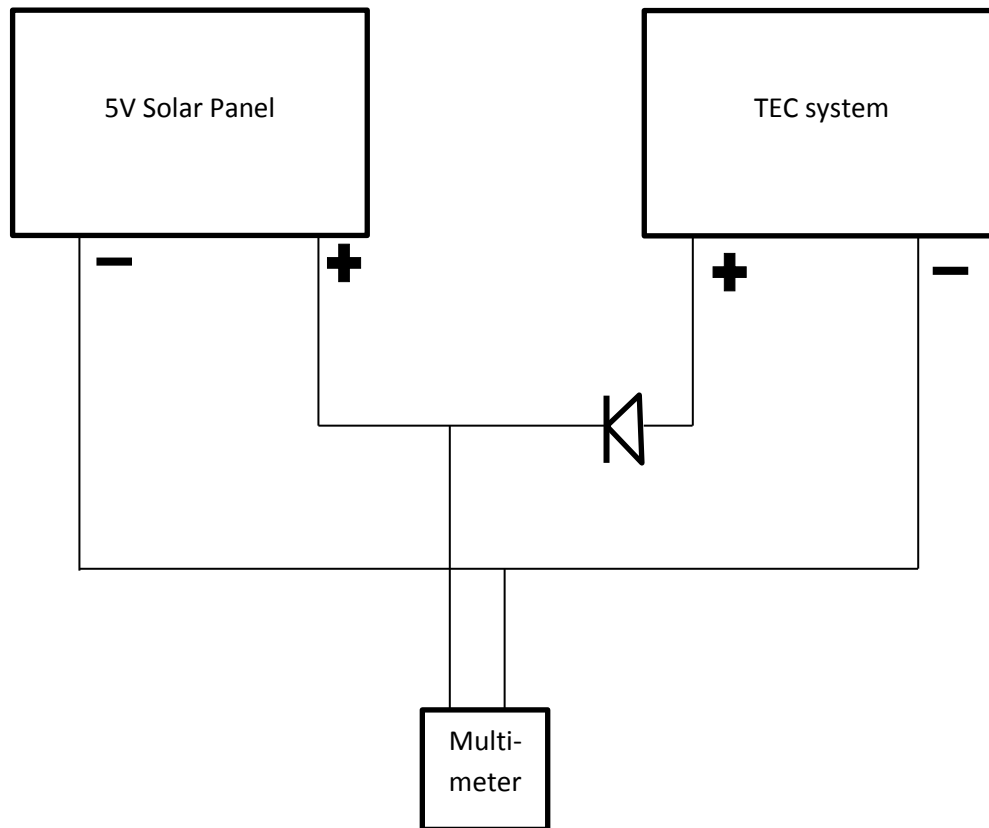 5V Solar Panel
TEC system
− +
+ −
Multi-
meter